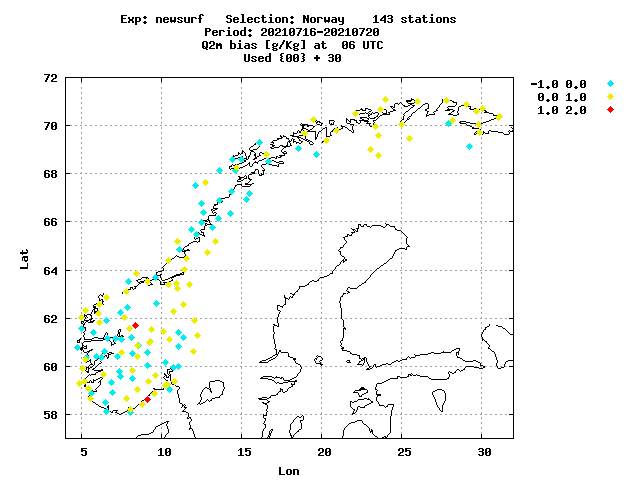 Exp: newsurf   Selection: Norway    143 stations
Period: 20210716-20210720
Q2m bias [g/Kg] at  06 UTC
Used {00} + 30
72
70
68
66
64
62
60
58
Lat
5
10
15
20
25
30
Lon
-1.0 0.0
0.0 1.0
1.0 2.0